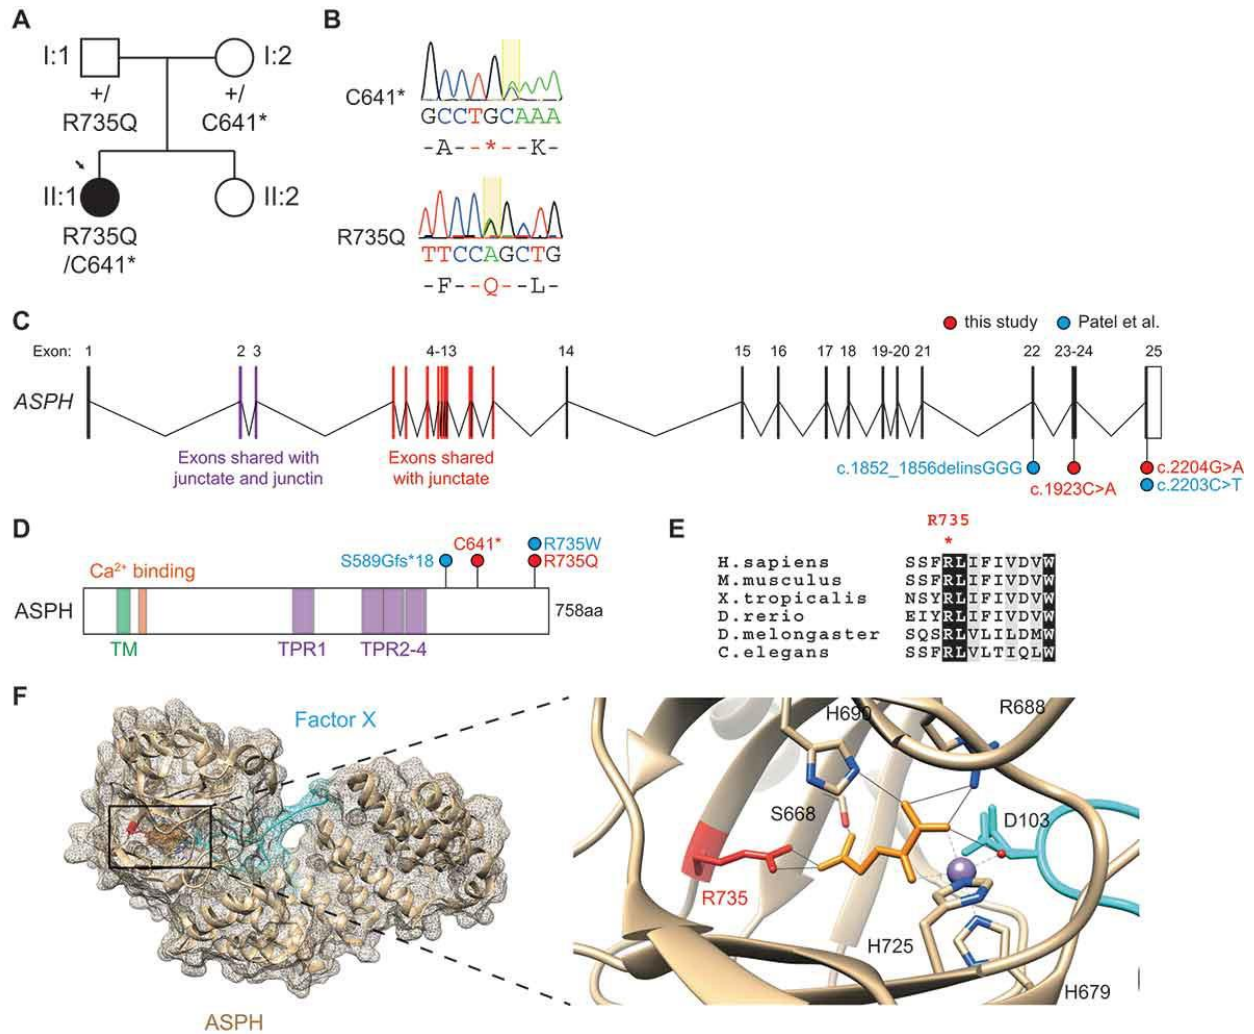 A
I:1
I:2
+/
R735Q
+/
C641*
II:1
II:2
R735Q
/C641*
B
C641*
GCCTGCAAA
-A--*--K-
R735Q
TTCCAGCTG
-F--Q--L-
C
this study
Patel et al.
Exon:
1
2
3
4-13
14
15
16
17
18
19-20
21
22
23-24
25
ASPH
Exons shared with
junctate and junctin
Exons shared
with junctate
c.1852_1856delinsGGG
c.1923C>A
c.2204G>A
c.2203C>T
D
Ca²⁺ binding
S589Gfs*18
C641*
R735W
R735Q
ASPH
758aa
TM
TPR1
TPR2-4
E
R735
*
H.sapiens SSFRLIFIVDVW
M.musculus SSFRLIFIVDVW
X.tropicalis NSYRLIFIVDVW
D.rerio EIYRLIFIVDVW
D.melongaster SQSRLVLILDMW
C.elegans SSFRLVLTIQLW
F
Factor X
ASPH
H690
R688
S668
D103
R735
H725
H679